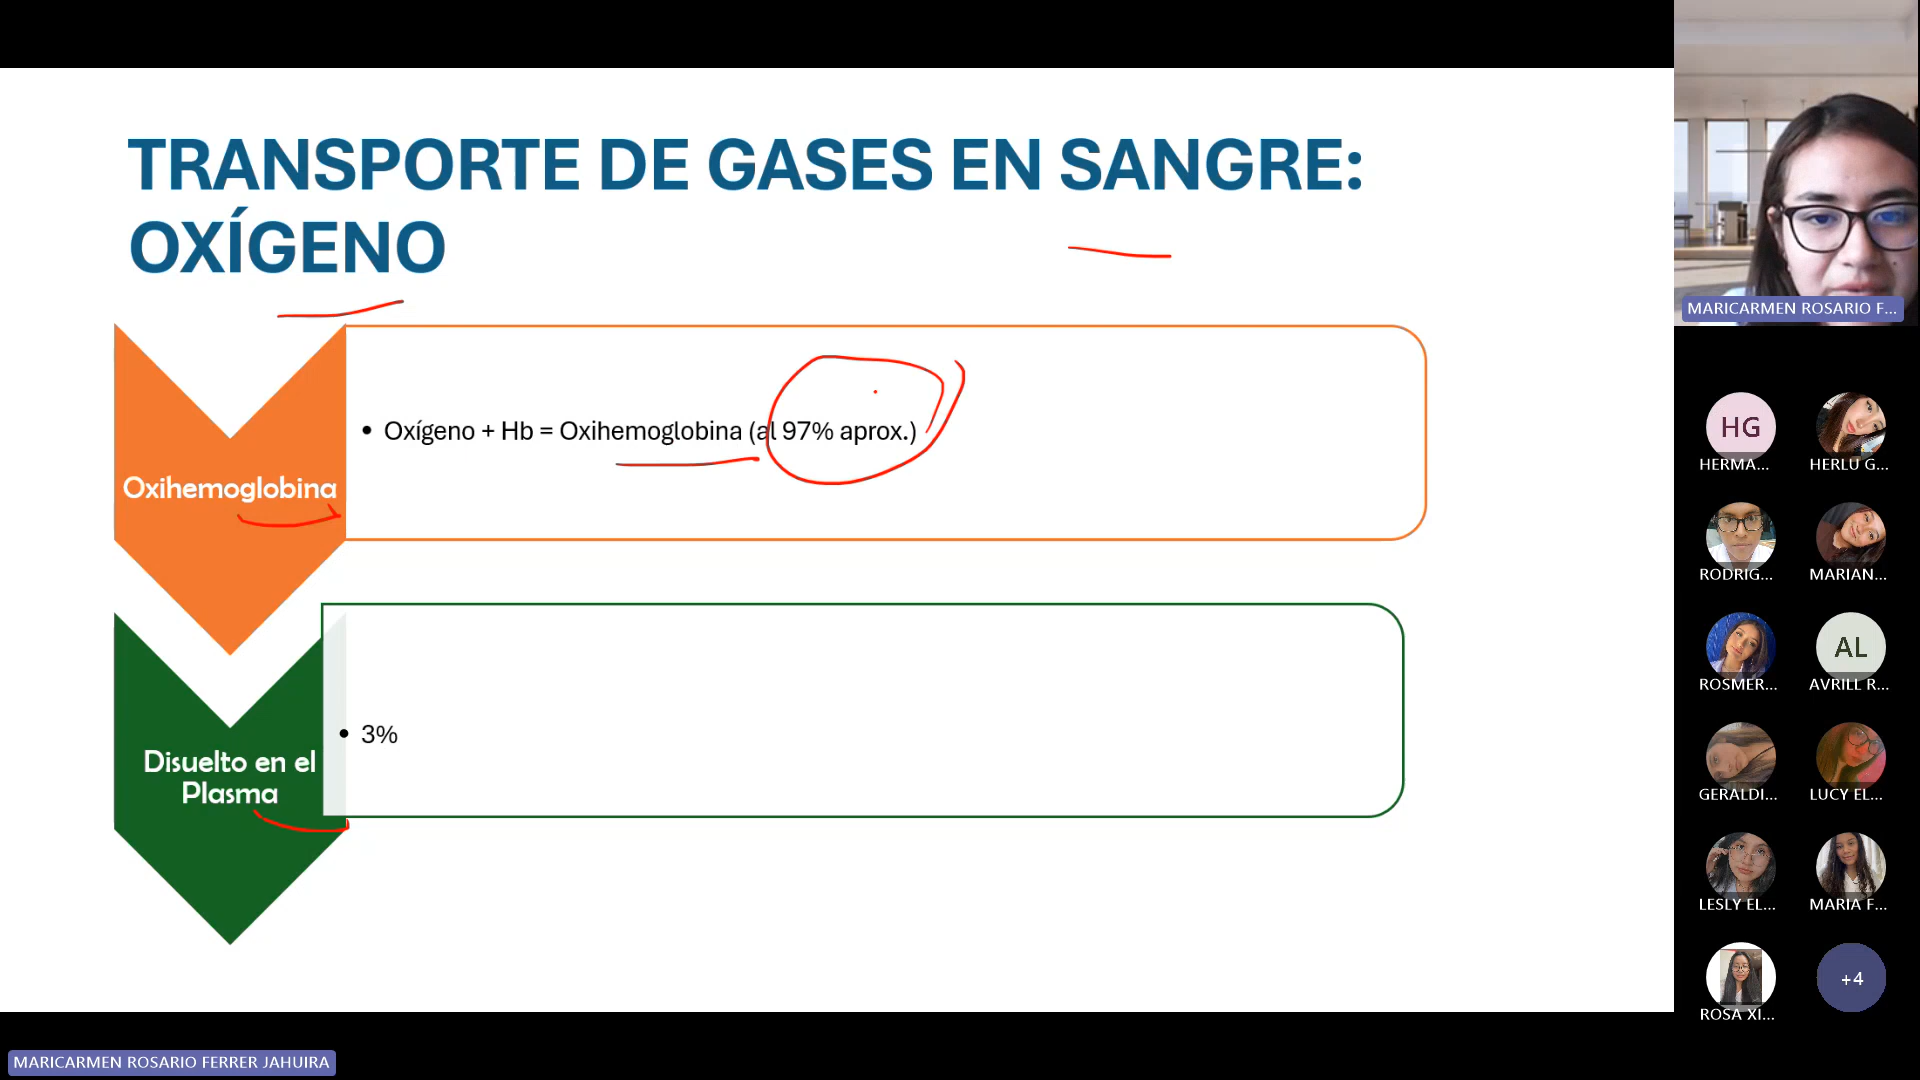 TRANSPORTE DE GASES EN SANGRE:
OXÍGENO
• Oxígeno + Hb = Oxihemoglobina (al 97% aprox.)
Oxihemoglobina
• 3%
Disuelto en el
Plasma
MARICARMEN ROSARIO F...
HG
HERMA...
HERLU G...
RODRIG...
MARIAN...
ROSMER...
AL
AVRILL R...
GERALDI...
LUCY EL...
LESLY EL...
MARIA F...
ROSA XI...
+4
MARICARMEN ROSARIO FERRER JAHUIRA